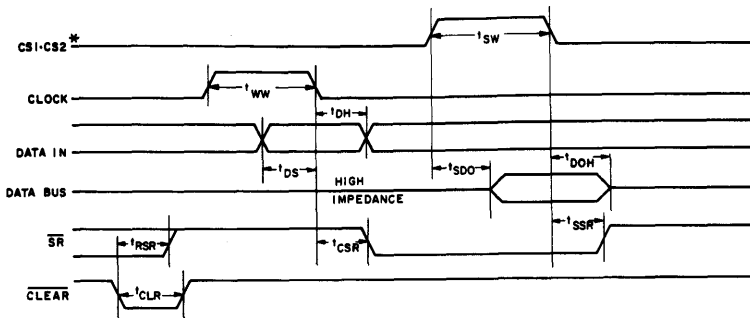 CS1·CS2* tSW
CLOCK tWW
tDH
DATA IN
tDS tSDO tDOH
DATA BUS HIGH
IMPEDANCE
SR tRSR tCSR tSSR
CLEAR tCLR